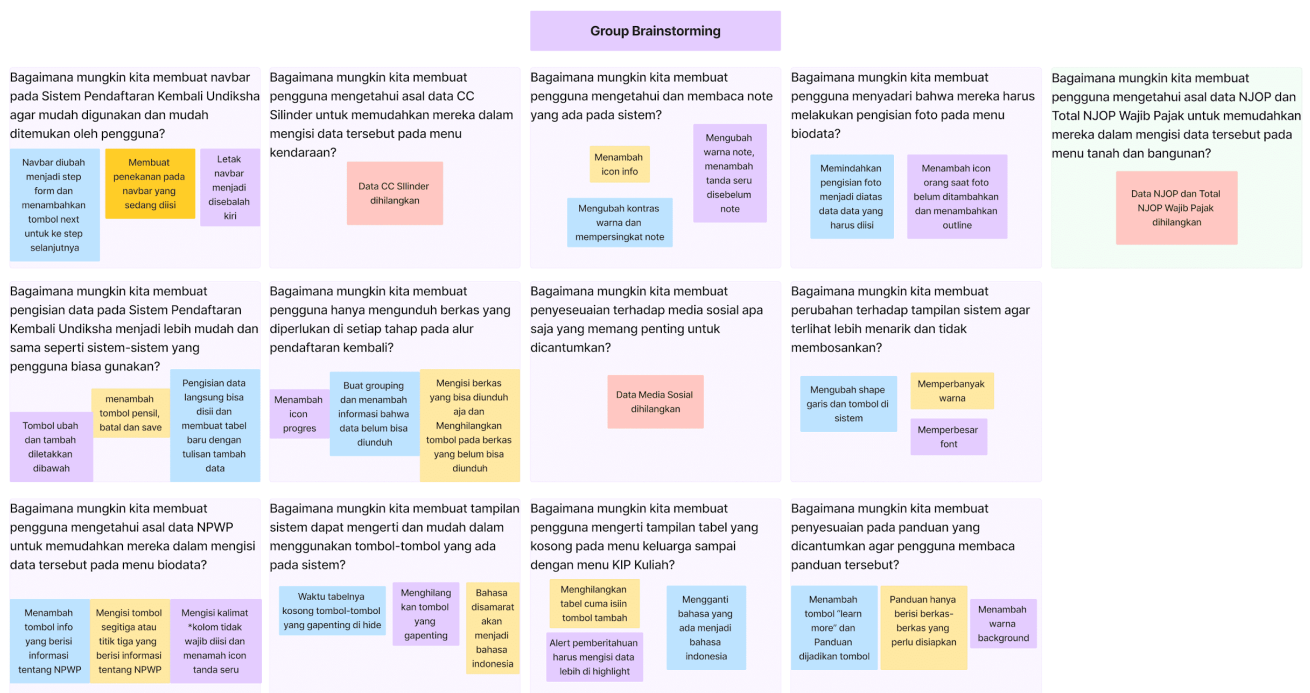 Group Brainstorming
Bagaimana mungkin kita membuat navbar
pada Sistem Pendaftaran Kembali Undiksha
agar mudah digunakan dan mudah
ditemukan oleh pengguna?
Navbar diubah
menjadi step
form dan
menambahkan
tombol next
untuk ke step
selanjutnya
Membuat
penekanan pada
navbar yang
sedang diisi
Letak
navbar
menjadi
disebalah
kiri
Bagaimana mungkin kita membuat
pengguna mengetahui asal data CC
Silinder untuk memudahkan mereka dalam
mengisi data tersebut pada menu
kendaraan?
Data CC SIlinder
dihilangkan
Bagaimana mungkin kita membuat
pengguna mengetahui dan membaca note
yang ada pada sistem?
Menambah
icon info
Mengubah kontras
warna dan
mempersingkat note
Mengubah
warna note,
menambah
tanda seru
disebelum
note
Bagaimana mungkin kita membuat
pengguna menyadari bahwa mereka harus
melakukan pengisian foto pada menu
biodata?
Memindahkan
pengisian foto
menjadi diatas
data data yang
harus diisi
Menambah icon
orang saat foto
belum ditambahkan
dan menambahkan
outline
Bagaimana mungkin kita membuat
pengguna mengetahui asal data NJOP dan
Total NJOP Wajib Pajak untuk memudahkan
mereka dalam mengisi data tersebut pada
menu tanah dan bangunan?
Data NJOP dan Total
NJOP Wajib Pajak
dihilangkan
Bagaimana mungkin kita membuat
pengisian data pada Sistem Pendaftaran
Kembali Undiksha menjadi lebih mudah dan
sama seperti sistem-sistem yang
pengguna biasa gunakan?
Tombol ubah
dan tambah
diletakkan
dibawah
menambah
tombol pensil,
batal dan save
Pengisian data
langsung bisa
disii dan
membuat tabel
baru dengan
tulisan tambah
data
Bagaimana mungkin kita membuat
pengguna hanya mengunduh berkas yang
diperlukan di setiap tahap pada alur
pendaftaran kembali?
Menambah
icon
progres
Buat grouping
dan menambah
informasi bahwa
data belum bisa
diunduh
Mengisi berkas
yang bisa diunduh
aja dan
Menghilangkan
tombol pada berkas
yang belum bisa
diunduh
Bagaimana mungkin kita membuat
penyeseuaian terhadap media sosial apa
saja yang memang penting untuk
dicantumkan?
Data Media Sosial
dihilangkan
Bagaimana mungkin kita membuat
perubahan terhadap tampilan sistem agar
terlihat lebih menarik dan tidak
membosankan?
Mengubah shape
garis dan tombol di
sistem
Memperbanyak
warna
Memperbesar
font
Bagaimana mungkin kita membuat
pengguna mengetahui asal data NPWP
untuk memudahkan mereka dalam mengisi
data tersebut pada menu biodata?
Menambah
tombol info
yang berisi
informasi
tentang NPWP
Mengisi tombol
segitiga atau
titik tiga yang
berisi informasi
tentang NPWP
Mengisi kalimat
*kolom tidak
wajib diisi dan
menamah icon
tanda seru
Bagaimana mungkin kita membuat tampilan
sistem dapat mengerti dan mudah dalam
menggunakan tombol-tombol yang ada
pada sistem?
Waktu tabelnya
kosong tombol-tombol
yang gapenting di hide
Menghilang
kan tombol
yang
gapenting
Bahasa
disamarat
akan
menjadi
bahasa
indonesia
Bagaimana mungkin kita membuat
pengguna mengerti tampilan tabel yang
kosong pada menu keluarga sampai
dengan menu KIP Kuliah?
Menghilangkan
tabel cuma isiin
tombol tambah
Alert pemberitahuan
harus mengisi data
lebih di highlight
Mengganti
bahasa yang
ada menjadi
bahasa
indonesia
Bagaimana mungkin kita membuat
penyesuaian pada panduan yang
dicantumkan agar pengguna membaca
panduan tersebut?
Menambah
tombol "learn
more" dan
Panduan
dijadikan tombol
Panduan hanya
berisi berkas-
berkas yang
perlu disiapkan
Menambah
warna
background